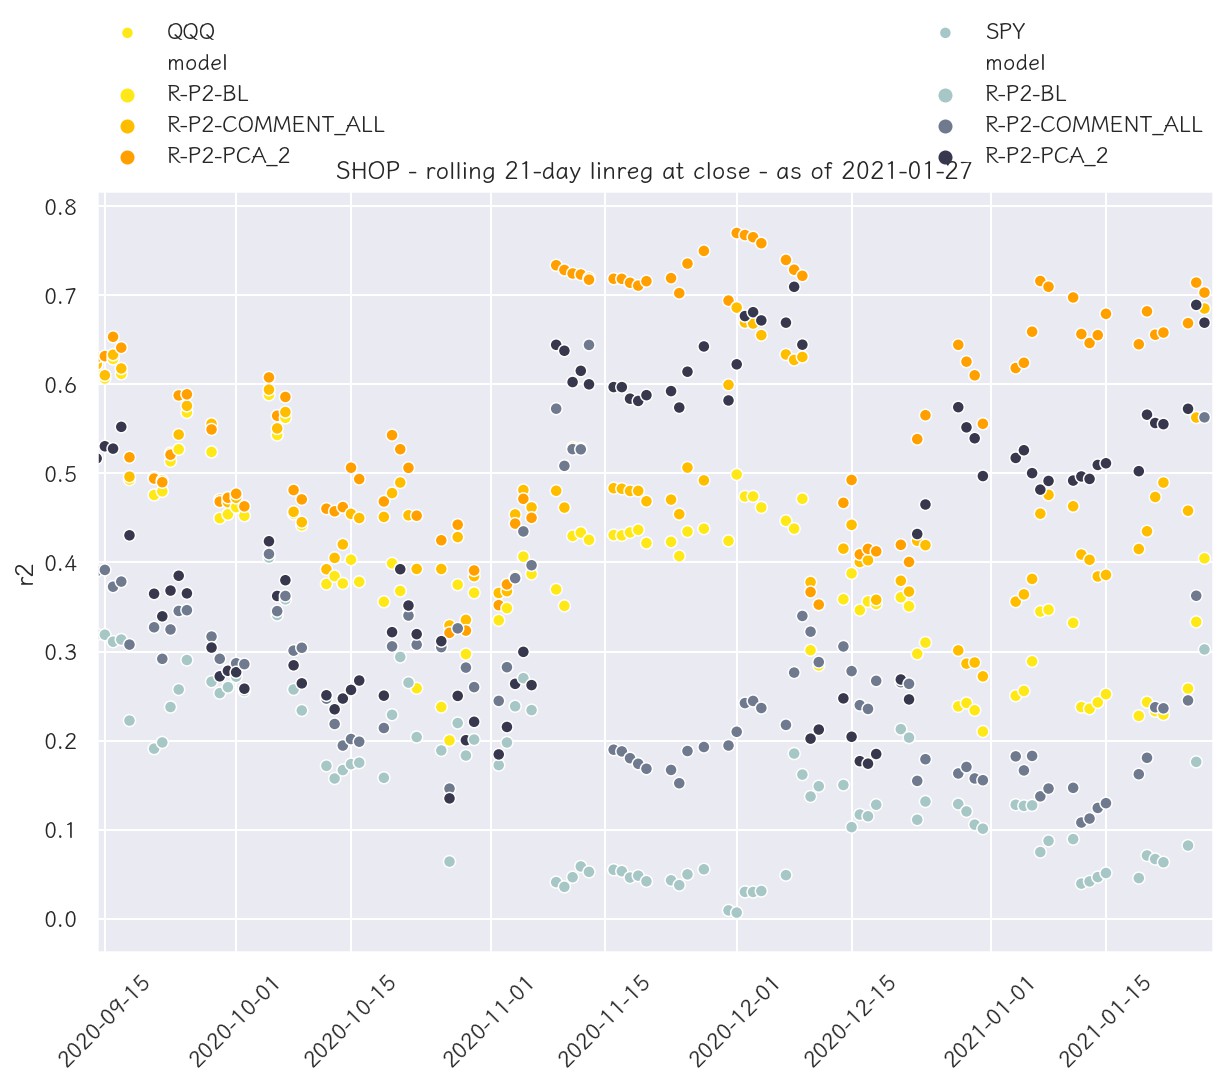 QQQ
model
R-P2-BL
R-P2-COMMENT_ALL
R-P2-PCA_2
SPY
model
R-P2-BL
R-P2-COMMENT_ALL
R-P2-PCA_2
SHOP - rolling 21-day linreg at close - as of 2021-01-27
0.8
0.7
0.6
0.5
0.4
0.3
0.2
0.1
0.0
r2
2020-09-15
2020-10-01
2020-10-15
2020-11-01
2020-11-15
2020-12-01
2020-12-15
2021-01-01
2021-01-15